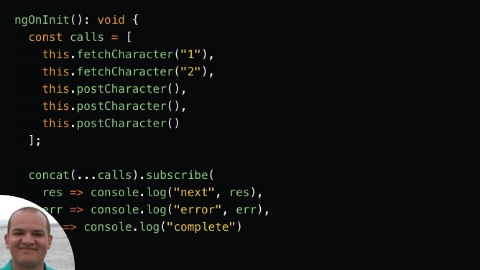 ngOnInit(): void {
const calls = [
this.fetchCharacter("1"),
this.fetchCharacter("2"),
this.postCharacter(),
this.postCharacter(),
this.postCharacter()
];
concat(...calls).subscribe(
res => console.log("next", res),
err => console.log("error", err),
=> console.log("complete")